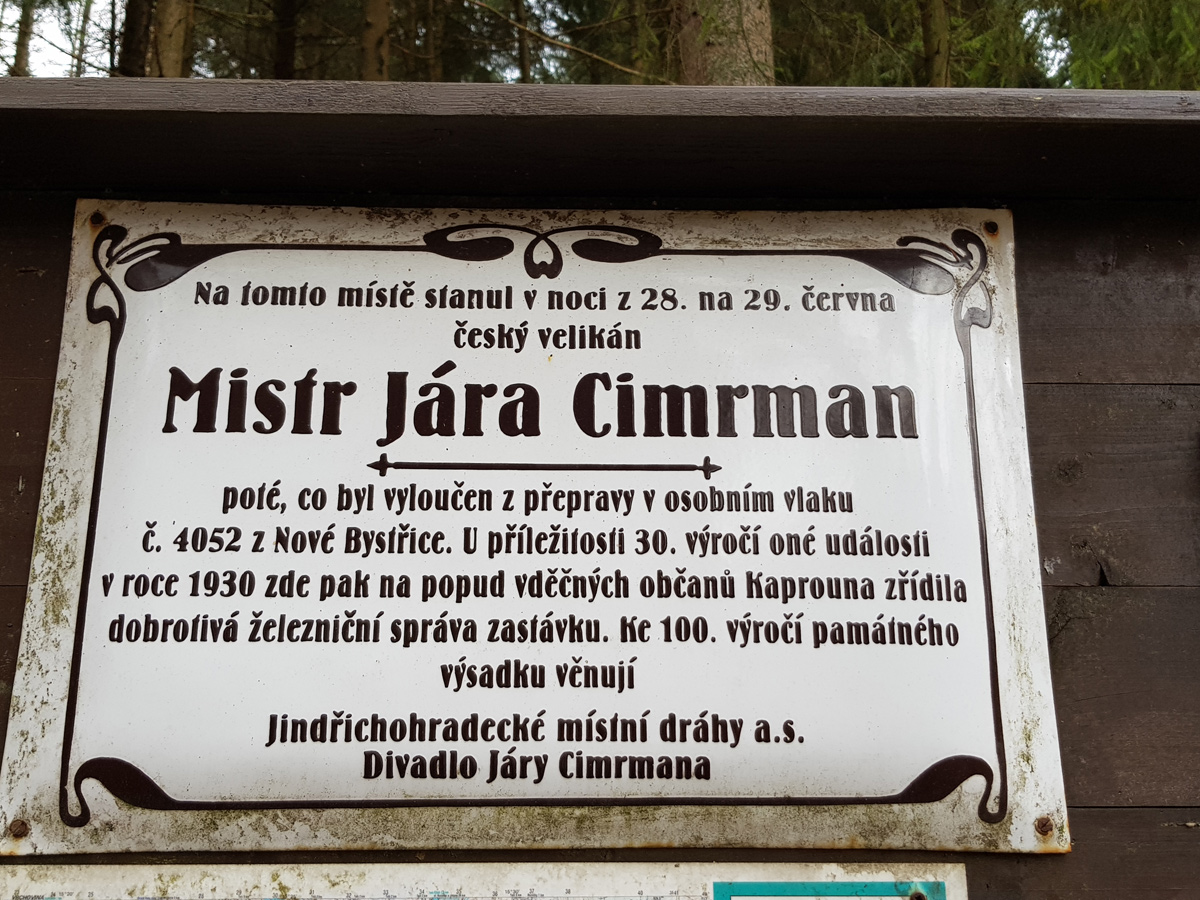 Na tomto místě stanul v noci z 28. na 29. června
český velikán
Mistr Jára Cimrman
poté, co byl vyloučen z přepravy v osobním vlaku
č. 4052 z Nové Bystřice. U příležitosti 30. výročí oné události
v roce 1930 zde pak na popud vděčných občanů Kaprouna zřídila
dobrotivá železniční správa zastávku. Ke 100. výročí památného
výsadku věnují
Jindřichohradecké místní dráhy a.s.
Divadlo Járy Cimrmana